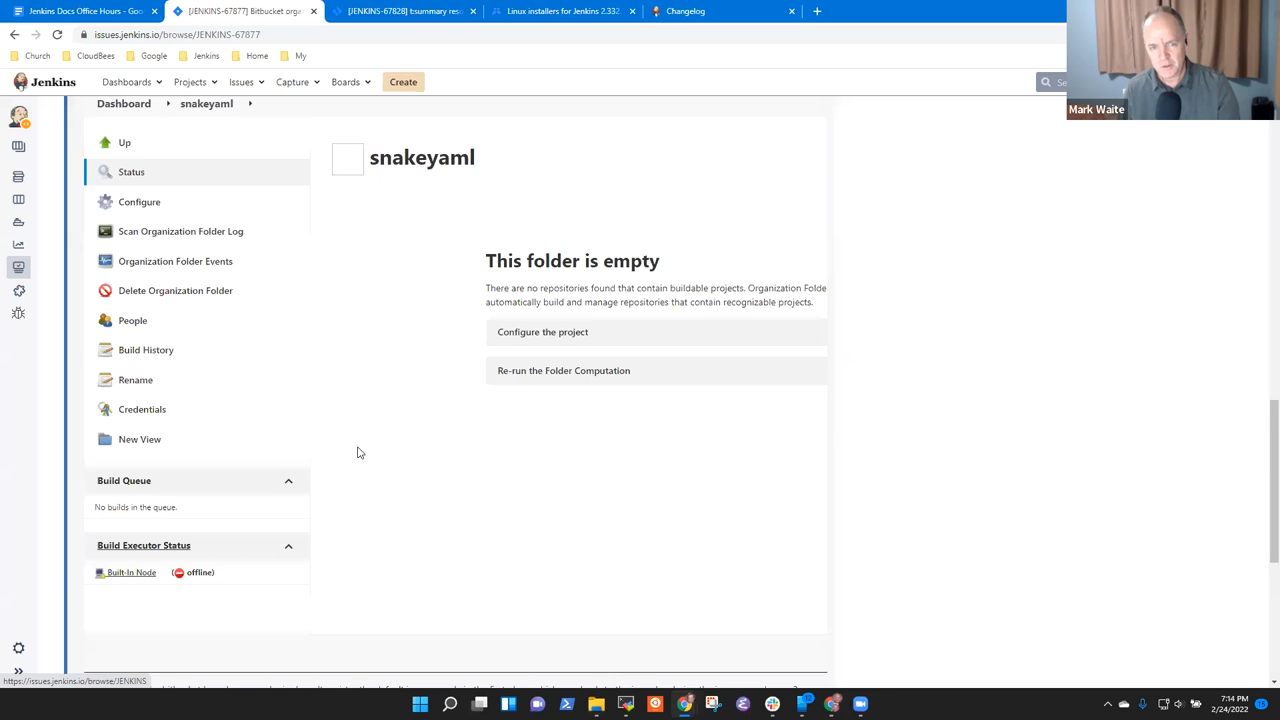 Jenkins Docs Office Hours - Goo
[JENKINS-67877] Bitbucket orga
[JENKINS-67828] t:summary res
Linux installers for Jenkins 2.332.
Changelog
issues.jenkins.io/browse/JENKINS-67877
Church
CloudBees
Google
Jenkins
Home
My
Jenkins
Dashboards
Projects
Issues
Capture
Boards
Create
Mark Waite
Dashboard
snakeyaml
Up
Status
Configure
Scan Organization Folder Log
Organization Folder Events
Delete Organization Folder
People
Build History
Rename
Credentials
New View
snakeyaml
This folder is empty
There are no repositories found that contain buildable projects. Organization Folde
automatically build and manage repositories that contain recognizable projects.
Configure the project
Re-run the Folder Computation
Build Queue
No builds in the queue.
Build Executor Status
Built-In Node
(offline)
https://issues.jenkins.io/browse/JENKINS
7:14 PM
2/24/2022